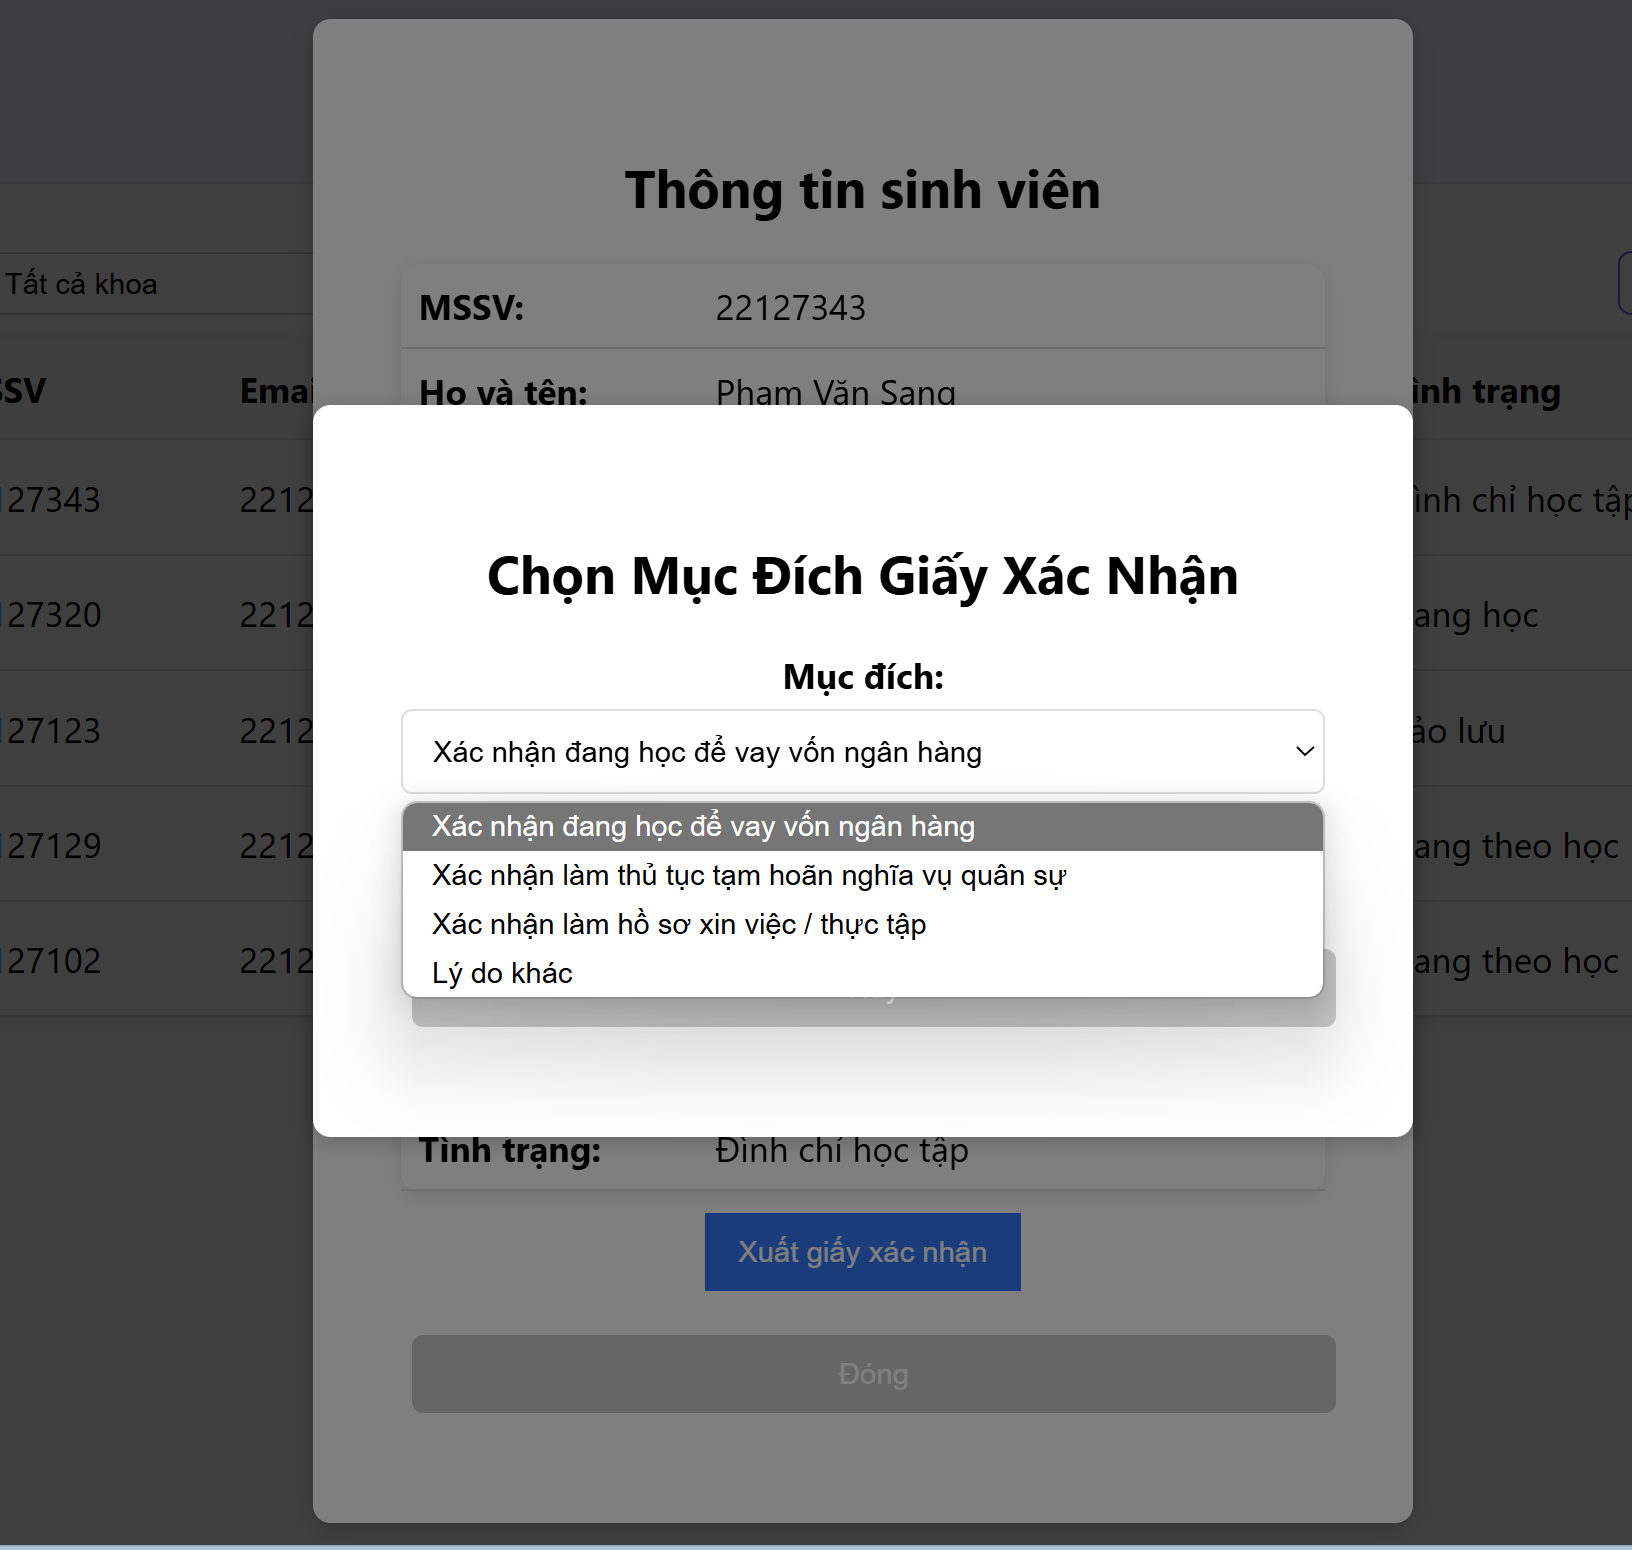 Thông tin sinh viên
Tất cả khoa
MSSV: 22127343
SSV Emai Họ và tên: Phạm Văn Sang ình trạng
127343 2212 ình chỉ học tập
Chọn Mục Đích Giấy Xác Nhận
127320 2212 ang học
Mục đích:
127123 2212 ảo lưu
Xác nhận đang học để vay vốn ngân hàng
Xác nhận đang học để vay vốn ngân hàng
127129 2212 ang theo học
Xác nhận làm thủ tục tạm hoãn nghĩa vụ quân sự
Xác nhận làm hồ sơ xin việc / thực tập
127102 2212 ang theo học
Lý do khác
Tình trạng: Đình chỉ học tập
Xuất giấy xác nhận
Đóng